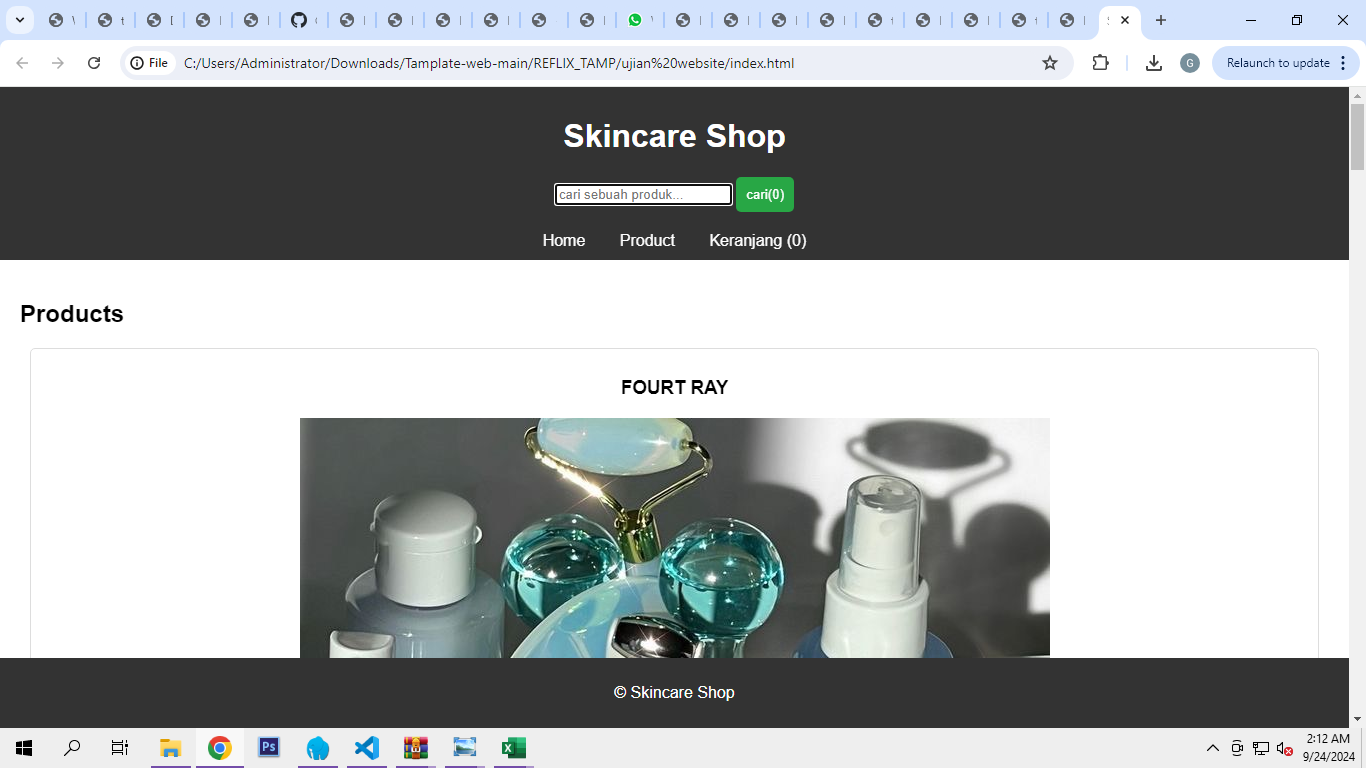 File
C:/Users/Administrator/Downloads/Tamplate-web-main/REFLIX_TAMP/ujian%20website/index.html
G
Relaunch to update
Skincare Shop
cari sebuah produk...
cari(0)
Home Product Keranjang (0)
Products
FOURT RAY
© Skincare Shop
Ps
2:12 AM
9/24/2024